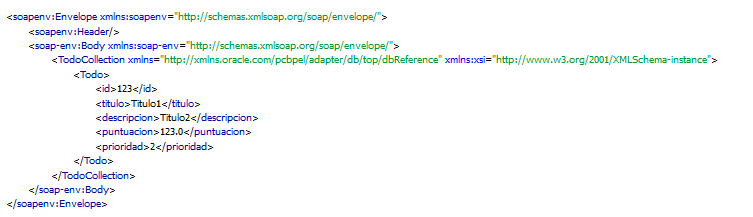 <soapenv:Envelope xmlns:soapenv="http://schemas.xmlsoap.org/soap/envelope/">
<soapenv:Header/>
<soap-env:Body xmlns:soap-env="http://schemas.xmlsoap.org/soap/envelope/">
<TodoCollection xmlns="http://xmlns.oracle.com/pcbpel/adapter/db/top/dbReference" xmlns:xsi="http://www.w3.org/2001/XMLSchema-instance">
<Todo>
<id>123</id>
<titulo>Titulo1</titulo>
<descripcion>Titulo2</descripcion>
<puntuacion>123.0</puntuacion>
<prioridad>2</prioridad>
</Todo>
</TodoCollection>
</soap-env:Body>
</soapenv:Envelope>